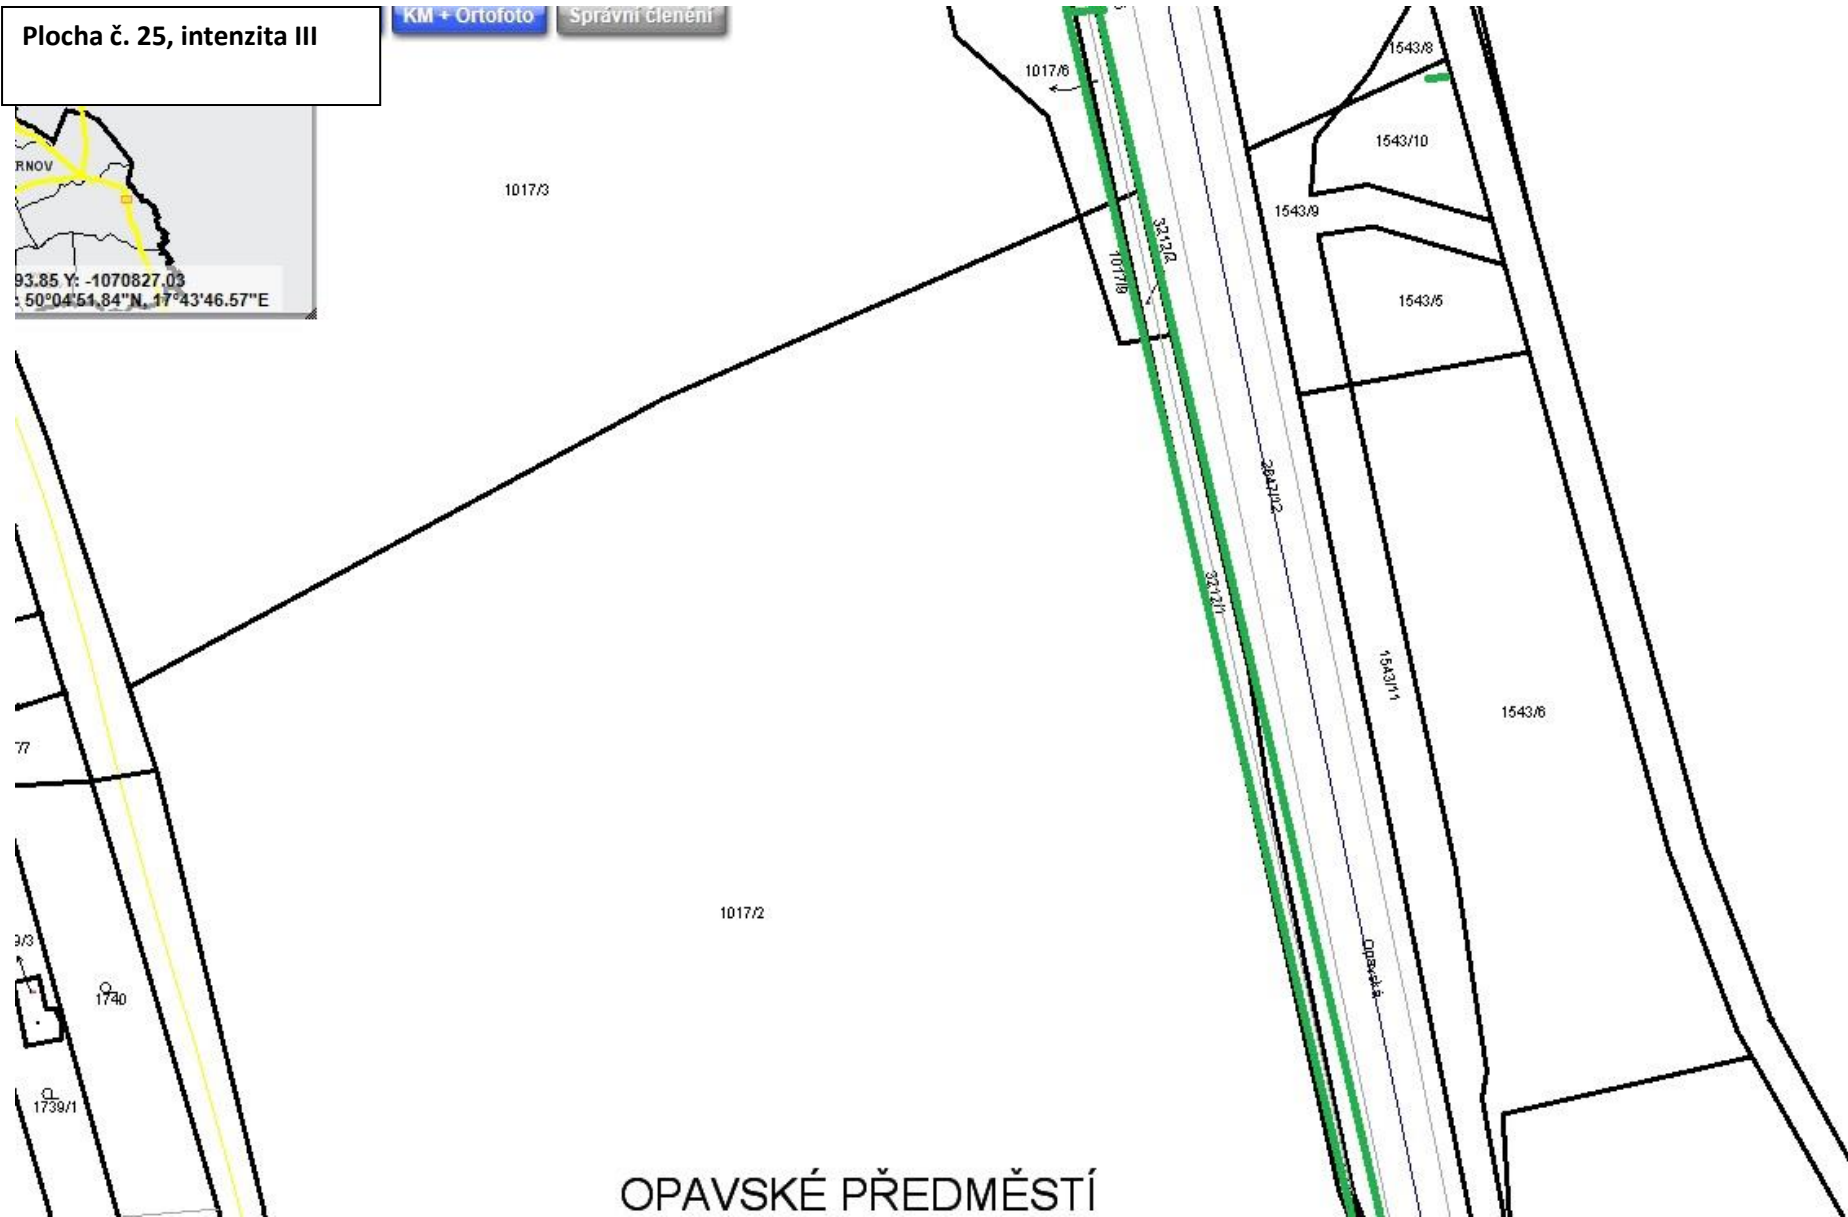 Plocha č. 25, intenzita III
KM + Ortofoto
Správní členění
RNOV
93.85 Y: -1070827.03
: 50°04'51.84"N, 17°43'46.57"E
1017/3
1017/6
1543/8
1543/10
1543/9
3212/2
1017/8
1543/5
2847/12
3212/1
1543/11
1543/6
77
1017/2
9/3
1740
Opavská
1739/1
OPAVSKÉ PŘEDMĚSTÍ